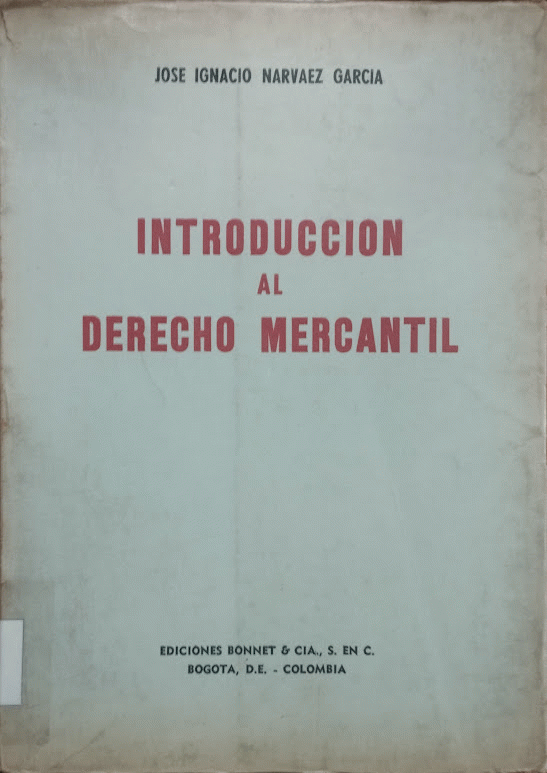 JOSE IGNACIO NARVAEZ GARCIA
INTRODUCCION
AL
DERECHO MERCANTIL
EDICIONES BONNET & CIA., S. EN C.
BOGOTA, D.E. - COLOMBIA